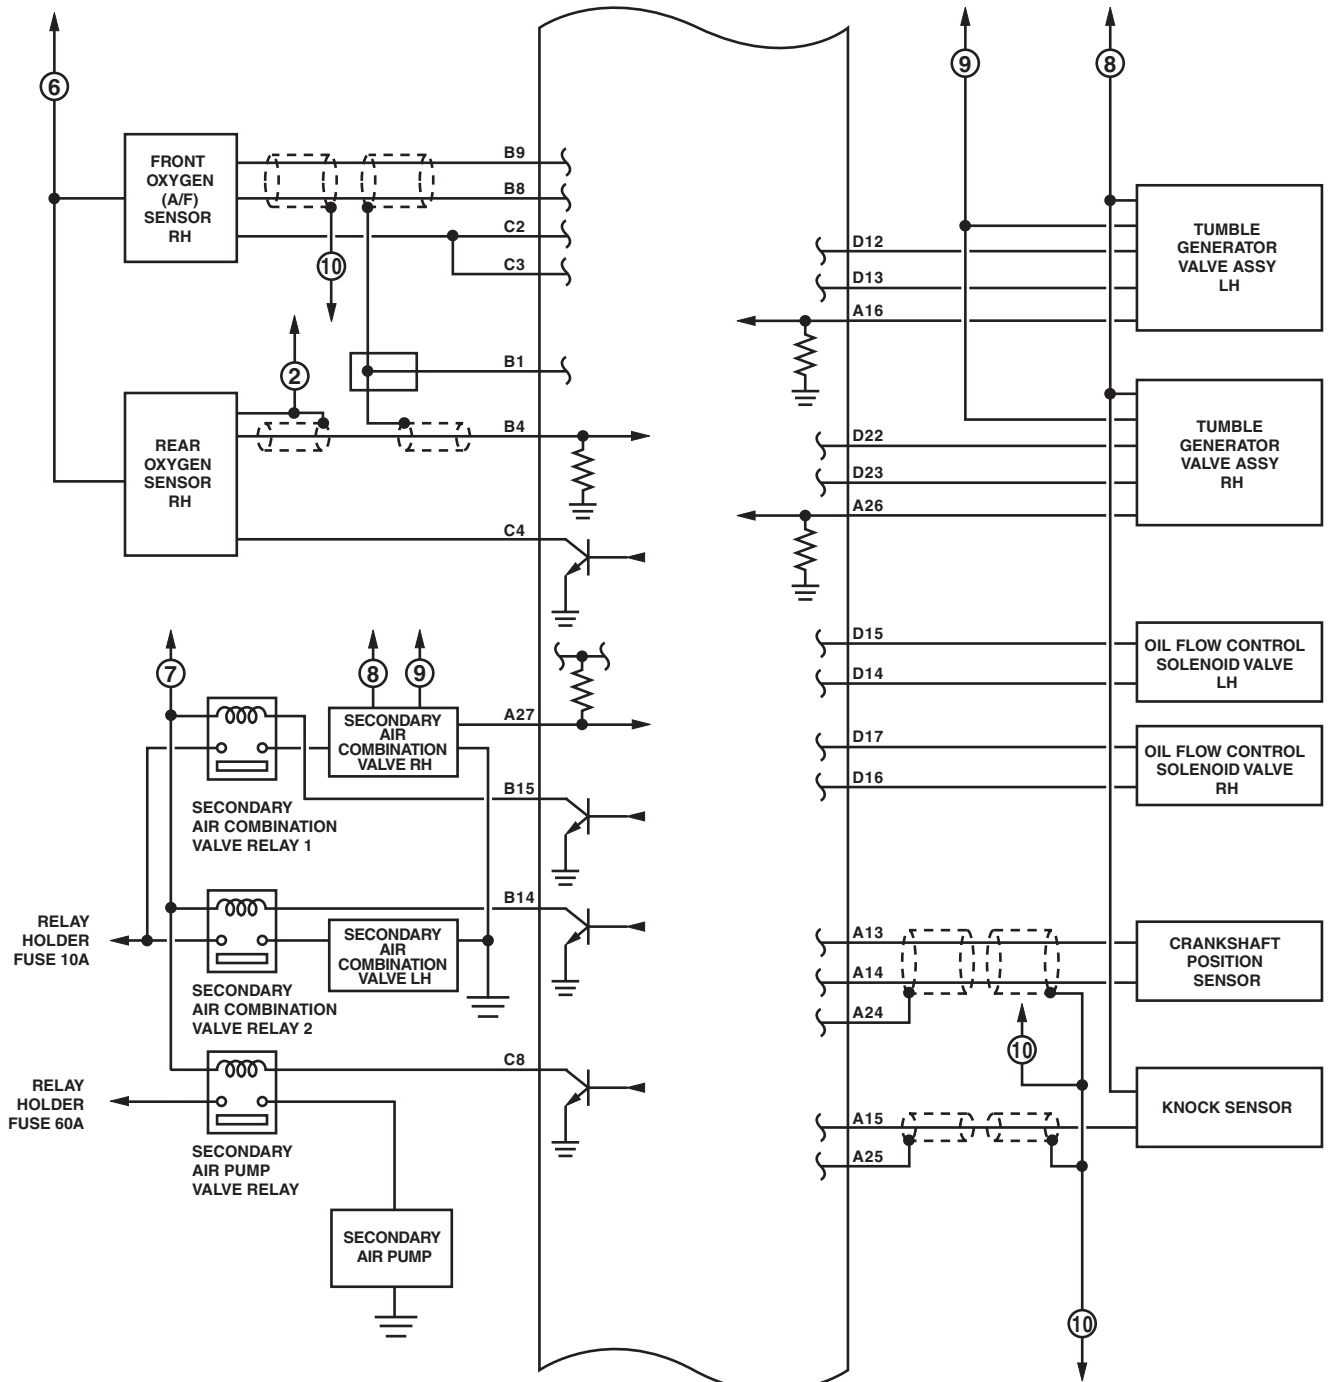 6
FRONT
OXYGEN
(A/F)
SENSOR
RH
B9
B8
C2
C3
10
2
B1
REAR
OXYGEN
SENSOR
RH
B4
C4
7
8
9
SECONDARY
AIR
COMBINATION
VALVE RH
A27
B15
SECONDARY
AIR COMBINATION
VALVE RELAY 1
RELAY
HOLDER
FUSE 10A
SECONDARY
AIR
COMBINATION
VALVE LH
B14
SECONDARY
AIR COMBINATION
VALVE RELAY 2
C8
RELAY
HOLDER
FUSE 60A
SECONDARY
AIR PUMP
VALVE RELAY
SECONDARY
AIR PUMP
9
8
D12
D13
A16
TUMBLE
GENERATOR
VALVE ASSY
LH
D22
D23
A26
TUMBLE
GENERATOR
VALVE ASSY
RH
D15
D14
OIL FLOW CONTROL
SOLENOID VALVE
LH
D17
D16
OIL FLOW CONTROL
SOLENOID VALVE
RH
A13
A14
A24
CRANKSHAFT
POSITION
SENSOR
10
A15
A25
KNOCK SENSOR
10